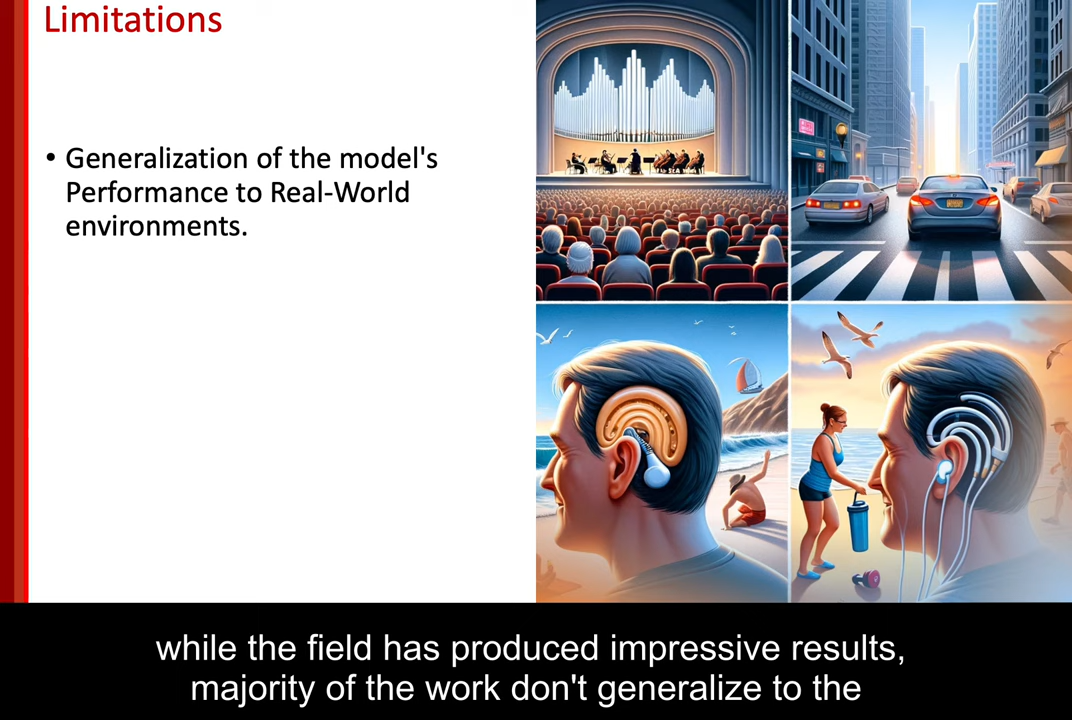 Limitations
• Generalization of the model's
Performance to Real-World
environments.
while the field has produced impressive results,
majority of the work don't generalize to the